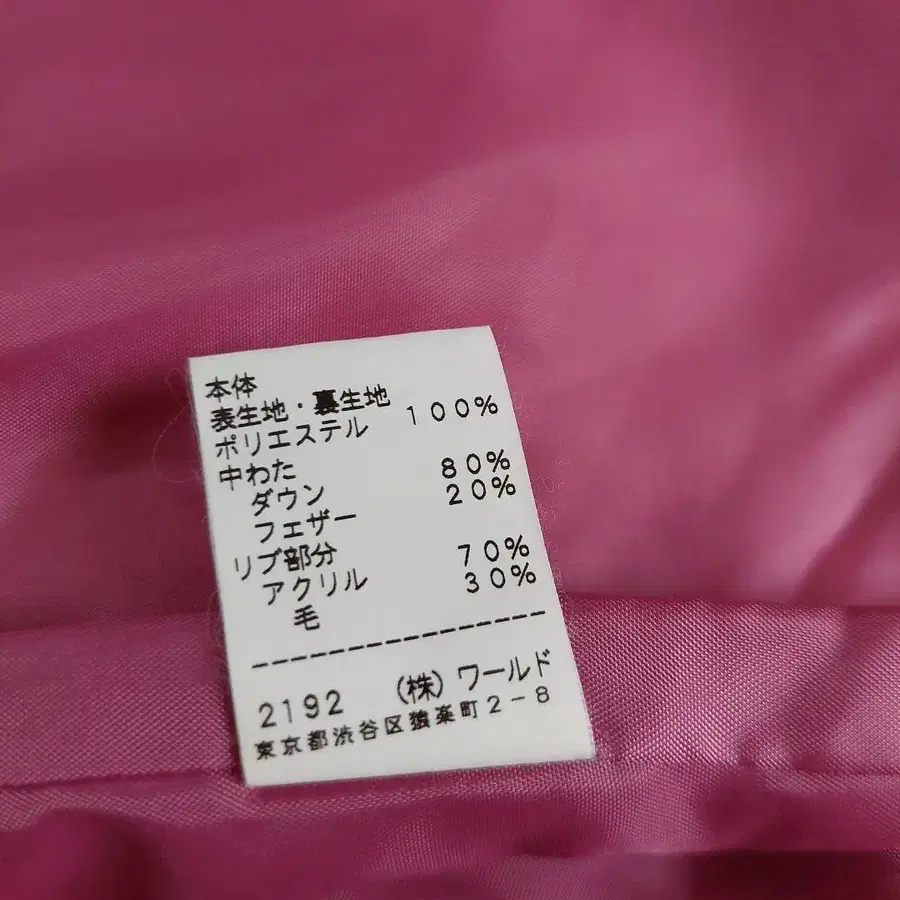 本体
表生地・裏生地
ポリエステル 100%
中わた
ダウン 80%
フェザー 20%
リブ部分
アクリル 70%
毛 30%
----------------
2192 (株)ワールド
東京都渋谷区猿楽町2-8